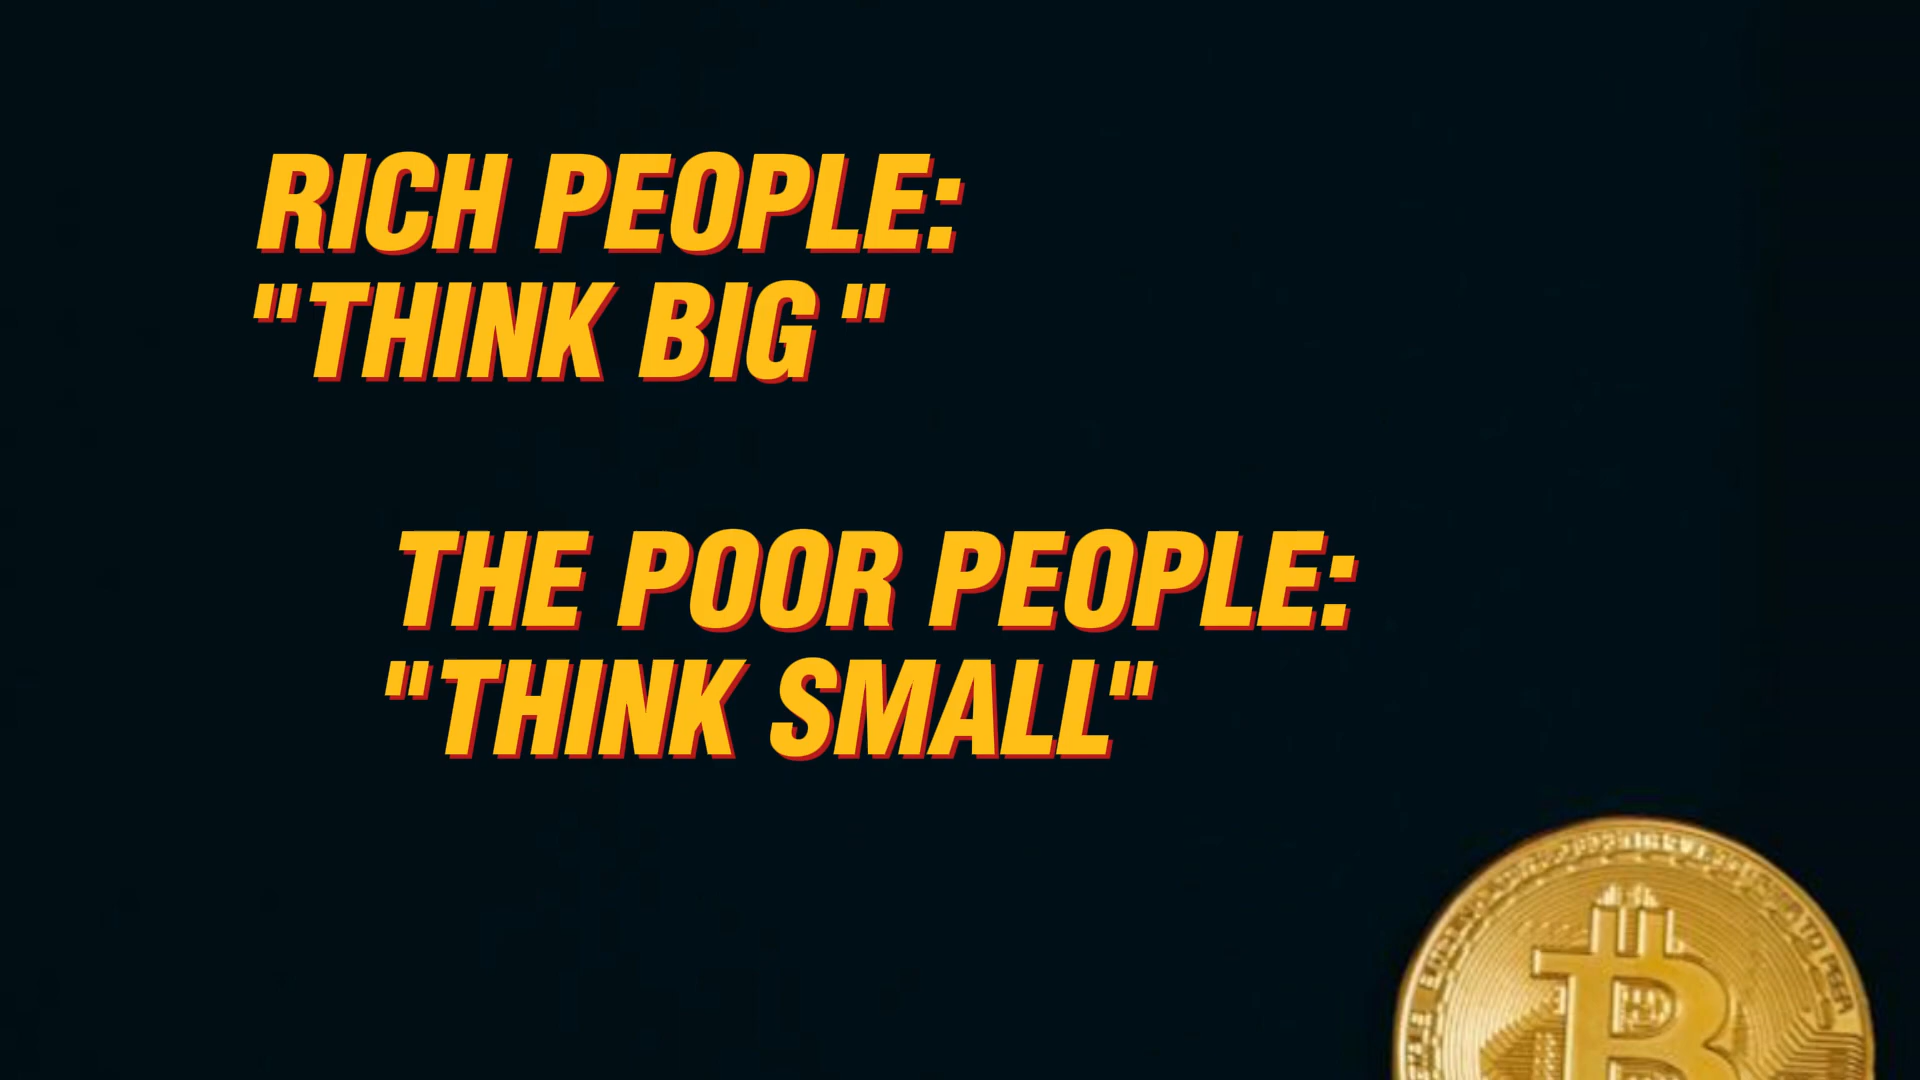 RICH PEOPLE:
"THINK BIG "
THE POOR PEOPLE:
"THINK SMALL"